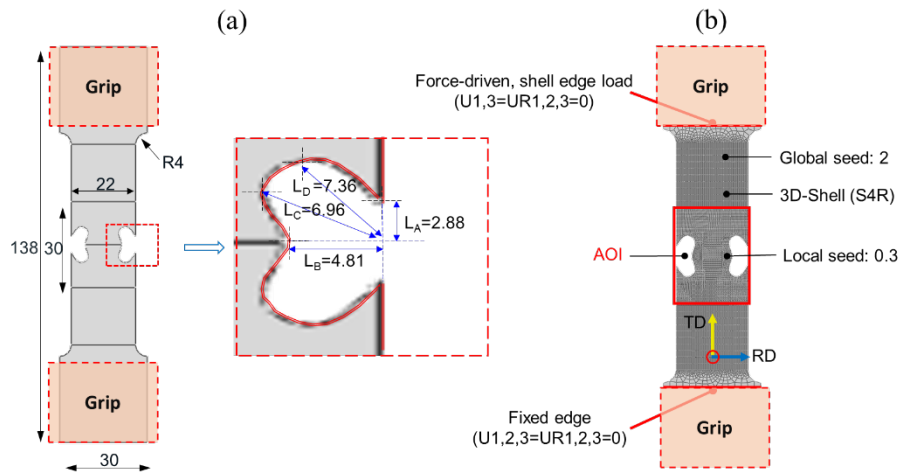 (a)
Grip
R4
22
138
30
L_D=7.36
L_C=6.96
L_A=2.88
L_B=4.81
Grip
30
(b)
Grip
Force-driven, shell edge load
(U1,3=UR1,2,3=0)
Global seed: 2
3D-Shell (S4R)
AOI
Local seed: 0.3
TD
RD
Fixed edge
(U1,2,3=UR1,2,3=0)
Grip